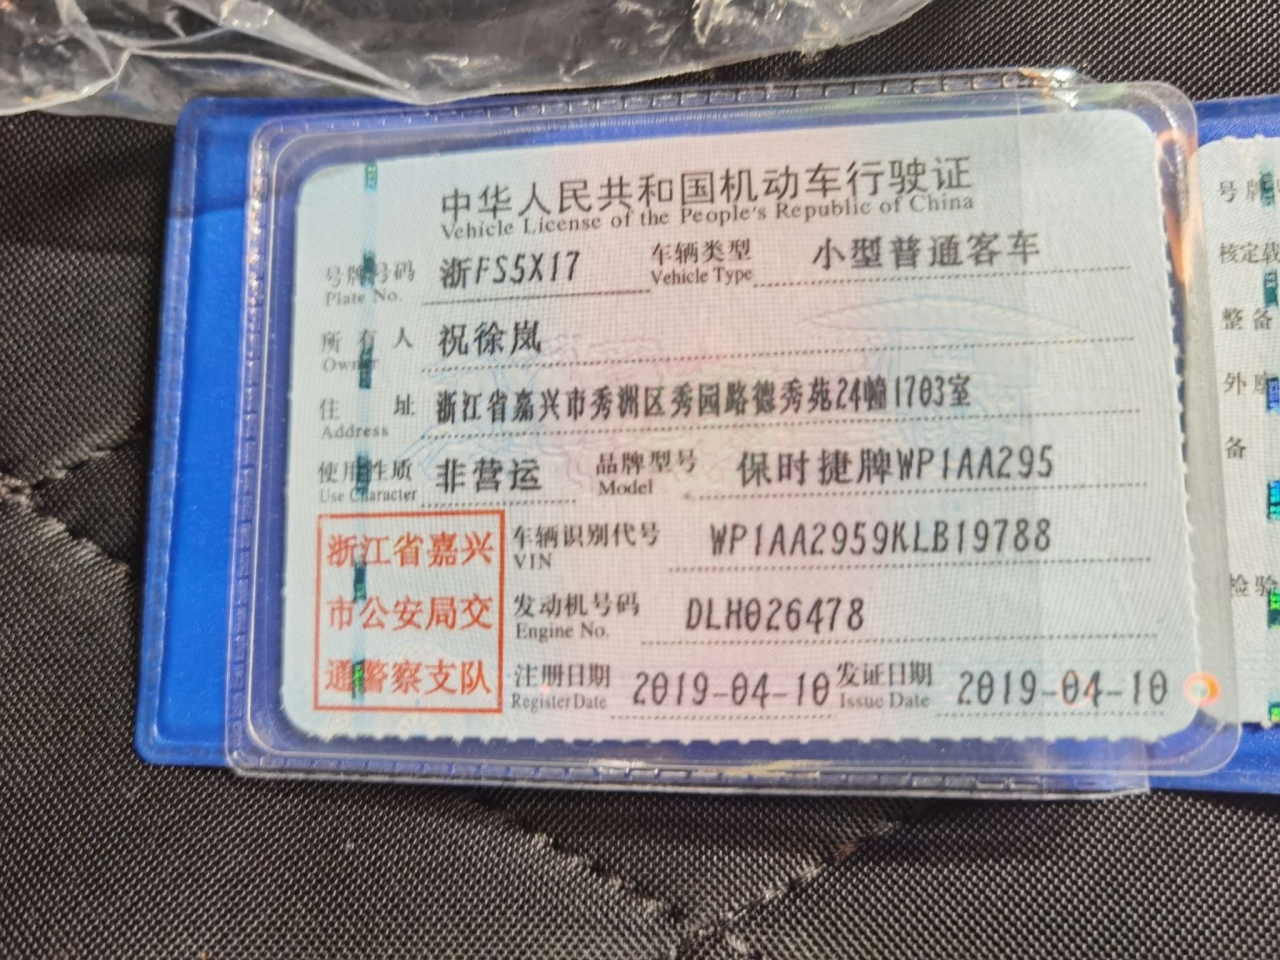 中华人民共和国机动车行驶证
Vehicle License of the People's Republic of China
号牌号码 浙FS5X17 车辆类型 小型普通客车
Plate No. Vehicle Type
所有人 祝徐岚
Owner
住址 浙江省嘉兴市秀洲区秀园路德秀苑24幢1703室
Address
使用性质 非营运 品牌型号 保时捷牌WP1AA295
Use Character Model
浙江省嘉兴
市公安局交
通警察支队
车辆识别代号 WP1AA2959KLB19788
VIN
发动机号码 DLH026478
Engine No.
注册日期 2019-04-10 发证日期 2019-04-10
Register Date Issue Date
号牌
核定载
整备
外
备
检验